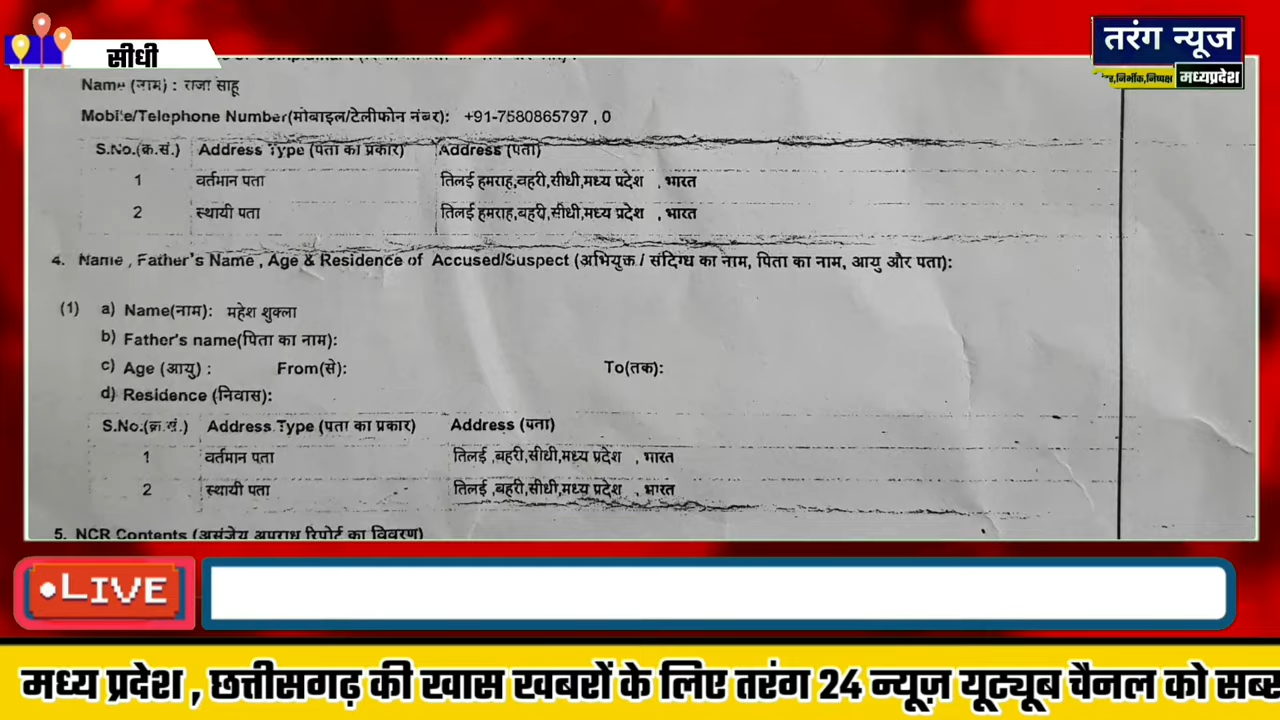 सीधी
तरंग न्यूज
निर्भीक,निष्पक्ष
मध्यप्रदेश
Name (नाम) : राजा साहू
Mobile/Telephone Number(मोबाइल/टेलीफोन नंबर): +91-7580865797 , 0
S.No.(क्र.सं.) Address Type (पता का प्रकार) Address (पता)
1 वर्तमान पता तिलई हमराह,वहरी,सीधी,मध्य प्रदेश , भारत
2 स्थायी पता तिलई हमराह,बहरी,सीधी,मध्य प्रदेश , भारत
4. Name , Father's Name , Age & Residence of Accused/Suspect (अभियुक्त / संदिग्ध का नाम, पिता का नाम, आयु और पता):
(1) a) Name(नाम): महेश शुक्ला
b) Father's name(पिता का नाम):
c) Age (आयु) : From(से): To(तक):
d) Residence (निवास):
S.No.(क्र.सं.) Address Type (पता का प्रकार) Address (पता)
1 वर्तमान पता तिलई ,बहरी,सीधी,मध्य प्रदेश , भारत
2 स्थायी पता तिलई ,बहरी,सीधी,मध्य प्रदेश , भारत
5. NCR Contents (असंज्ञेय अपराध रिपोर्ट का विवरण)
LIVE
मध्य प्रदेश , छत्तीसगढ़ की खास खबरों के लिए तरंग 24 न्यूज़ यूट्यूब चैनल को सब्स